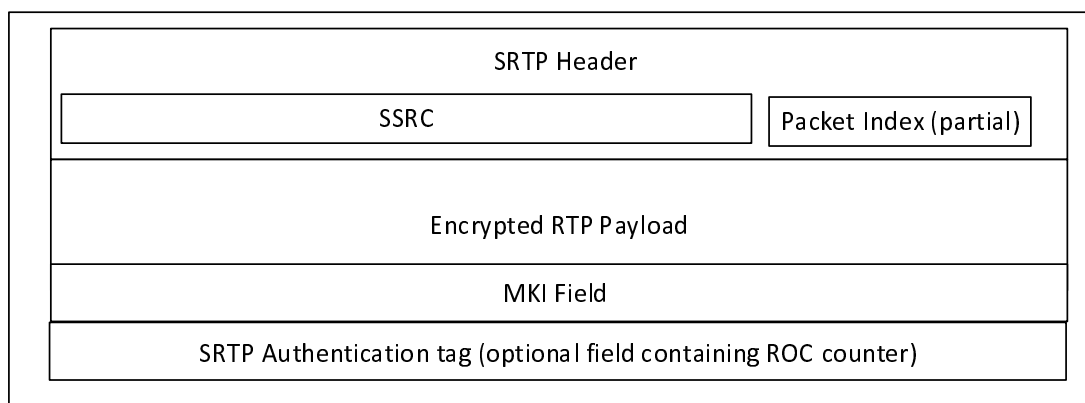 SRTP Header
SSRC
Packet Index (partial)
Encrypted RTP Payload
MKI Field
SRTP Authentication tag (optional field containing ROC counter)